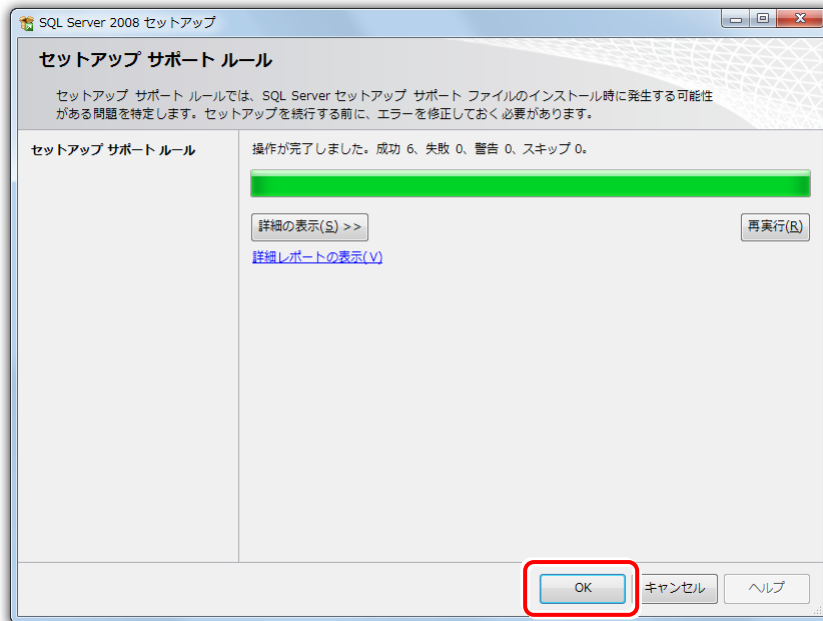 SQL Server 2008 セットアップ
セットアップ サポート ルール
セットアップ サポート ルールでは、SQL Server セットアップ サポート ファイルのインストール時に発生する可能性
がある問題を特定します。セットアップを続行する前に、エラーを修正しておく必要があります。
セットアップ サポート ルール
操作が完了しました。成功 6、失敗 0、警告 0、スキップ 0。
詳細の表示(S) >>
再実行(R)
詳細レポートの表示(V)
OK
キャンセル
ヘルプ